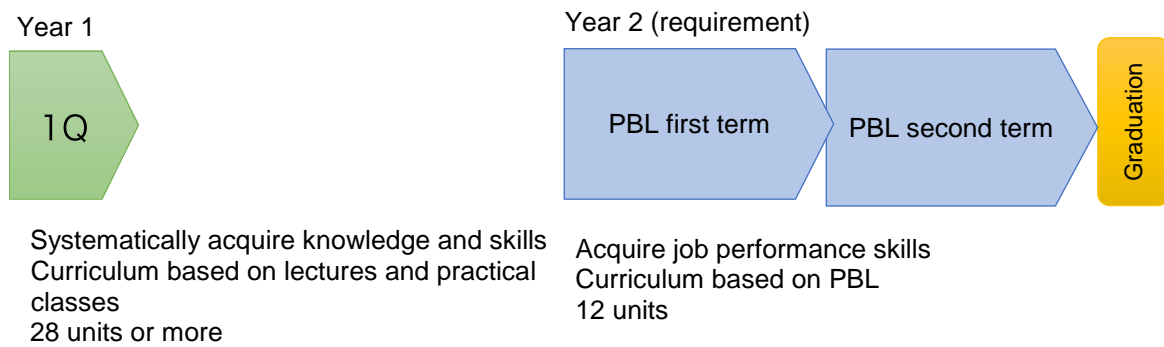 Year 1
Year 2 (requirement)
1Q
PBL first term
PBL second term
Graduation
Systematically acquire knowledge and skills
Curriculum based on lectures and practical
classes
28 units or more
Acquire job performance skills
Curriculum based on PBL
12 units